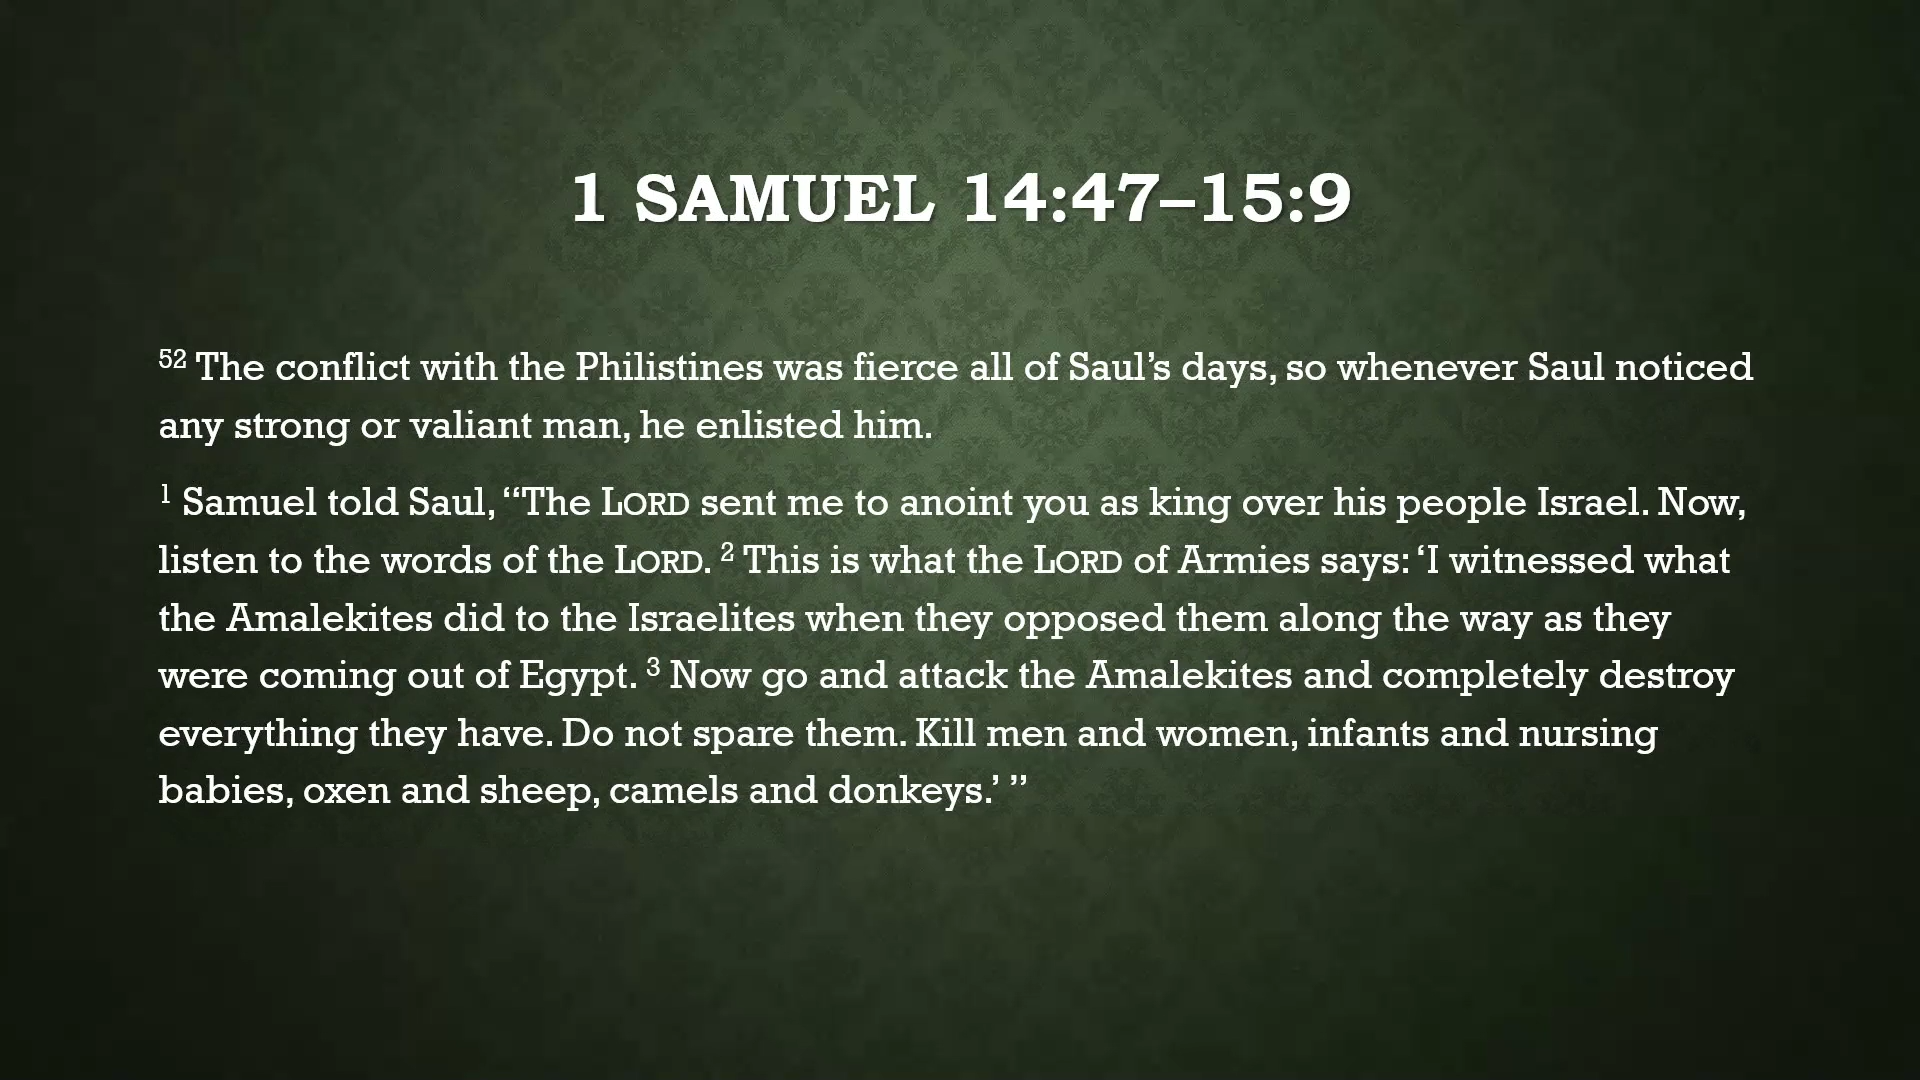 1 SAMUEL 14:47–15:9
52 The conflict with the Philistines was fierce all of Saul’s days, so whenever Saul noticed
any strong or valiant man, he enlisted him.
1 Samuel told Saul, “The LORD sent me to anoint you as king over his people Israel. Now,
listen to the words of the LORD. 2 This is what the LORD of Armies says: ‘I witnessed what
the Amalekites did to the Israelites when they opposed them along the way as they
were coming out of Egypt. 3 Now go and attack the Amalekites and completely destroy
everything they have. Do not spare them. Kill men and women, infants and nursing
babies, oxen and sheep, camels and donkeys.’ ”